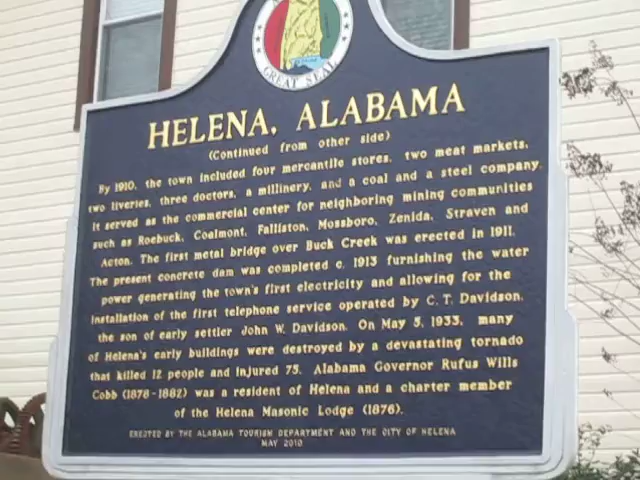 GREAT SEAL
HELENA, ALABAMA
(Continued from other side)
By 1910, the town included four mercantile stores, two meat markets,
two liveries, three doctors, a millinery, and a coal and a steel company.
It served as the commercial center for neighboring mining communities
such as Roebuck, Coalmont, Falliston, Mossboro, Zenida, Straven and
Acton. The first metal bridge over Buck Creek was erected in 1911.
The present concrete dam was completed c. 1913 furnishing the water
power generating the town's first electricity and allowing for the
installation of the first telephone service operated by C. T. Davidson,
the son of early settler John W. Davidson. On May 5, 1933, many
of Helena's early buildings were destroyed by a devastating tornado
that killed 12 people and injured 75. Alabama Governor Rufus Wills
Cobb (1878-1882) was a resident of Helena and a charter member
of the Helena Masonic Lodge (1876).
ERECTED BY THE ALABAMA TOURISM DEPARTMENT AND THE CITY OF HELENA
MAY 2010